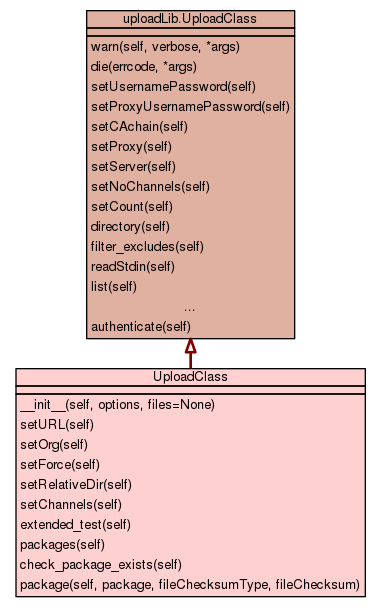 uploadLib.UploadClass
warn(self, verbose, *args)
die(errcode, *args)
setUsernamePassword(self)
setProxyUsernamePassword(self)
setCAchain(self)
setProxy(self)
setServer(self)
setNoChannels(self)
setCount(self)
directory(self)
filter_excludes(self)
readStdin(self)
list(self)
...
authenticate(self)
UploadClass
__init__(self, options, files=None)
setURL(self)
setOrg(self)
setForce(self)
setRelativeDir(self)
setChannels(self)
extended_test(self)
packages(self)
check_package_exists(self)
package(self, package, fileChecksumType, fileChecksum)